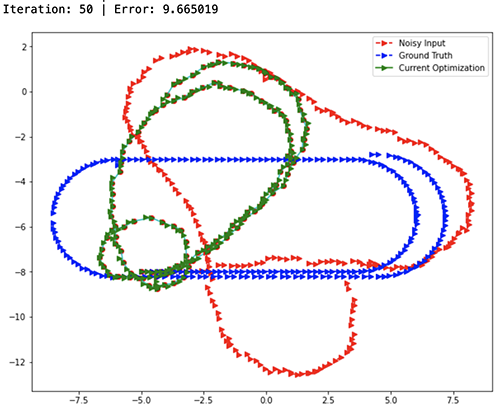 Iteration: 50 | Error: 9.665019
Noisy Input
Ground Truth
Current Optimization
2
0
−2
−4
−6
−8
−10
−12
−7.5 −5.0 −2.5 0.0 2.5 5.0 7.5